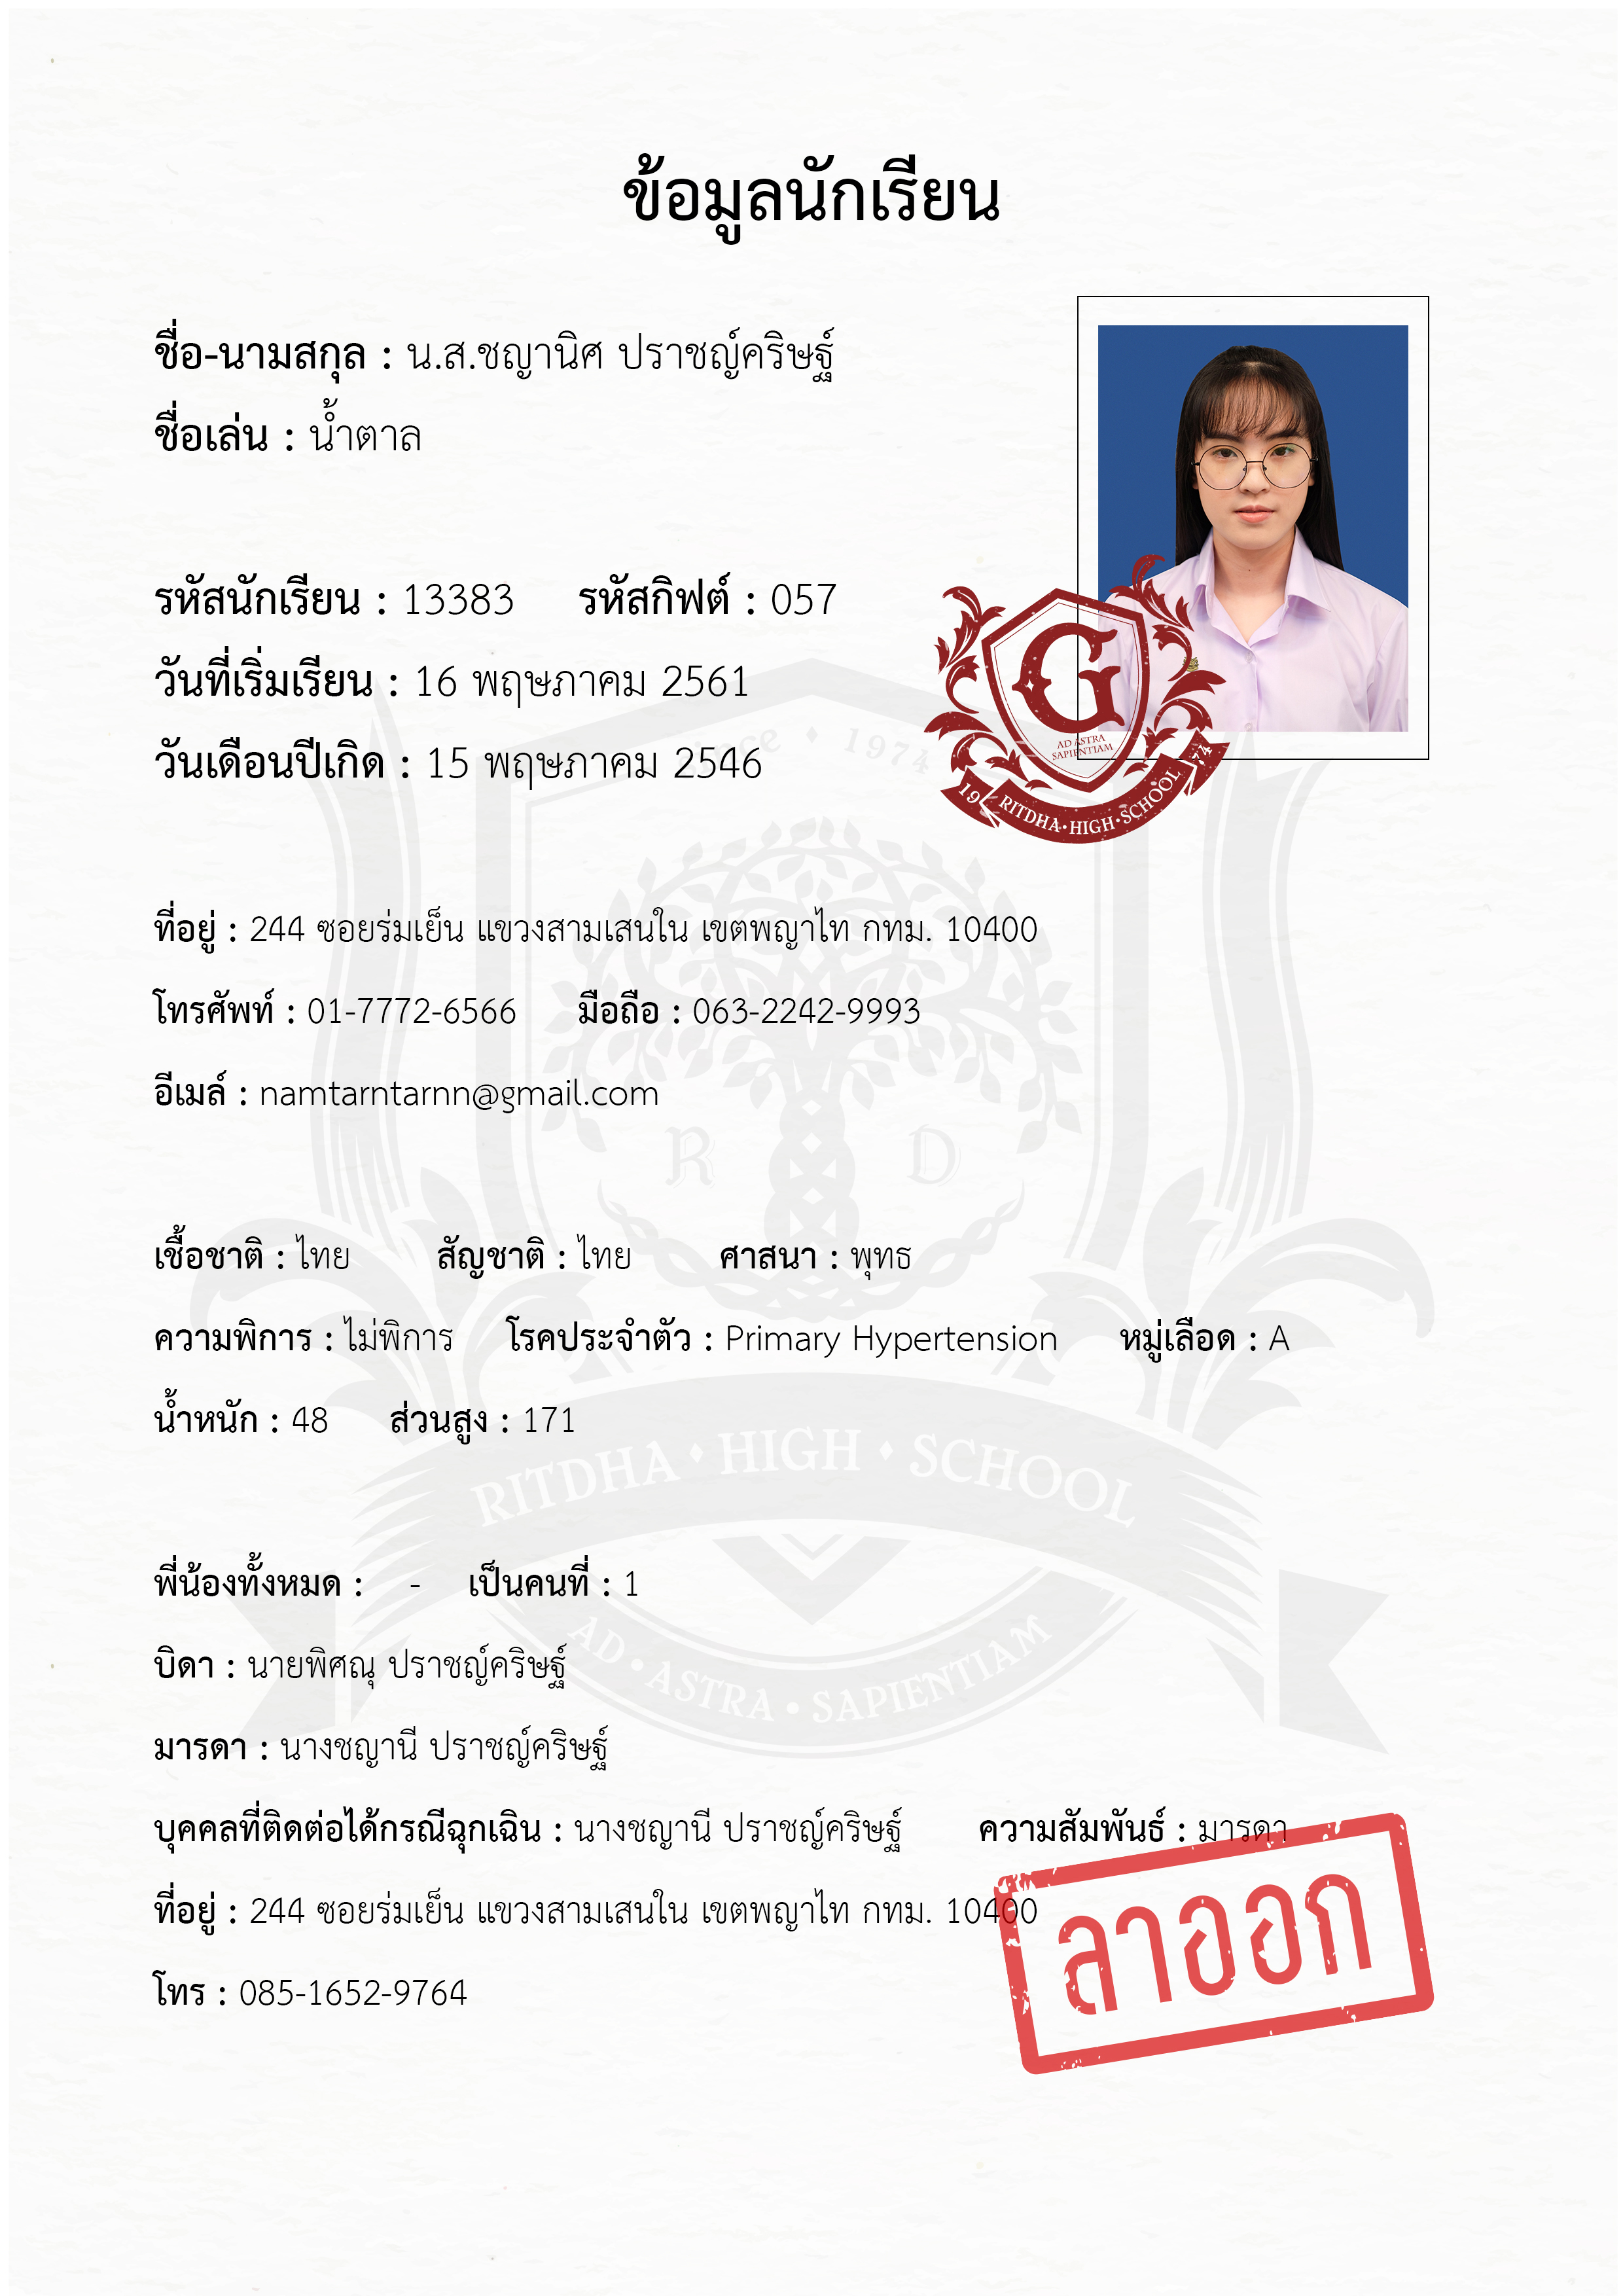 ข้อมูลนักเรียน
ชื่อ-นามสกุล : น.ส.ชญานิศ ปราชญ์คริษฐ์
ชื่อเล่น : น้ำตาล
รหัสนักเรียน : 13383 รหัสกิฟต์ : 057
วันที่เริ่มเรียน : 16 พฤษภาคม 2561
วันเดือนปีเกิด : 15 พฤษภาคม 2546
G
AD ASTRA
SAPIENTIAM
19 RITDHA • HIGH • SCHOOL 74
Since ♦ 1974
ที่อยู่ : 244 ซอยร่มเย็น แขวงสามเสนใน เขตพญาไท กทม. 10400
โทรศัพท์ : 01-7772-6566 มือถือ : 063-2242-9993
อีเมล์ : namtarntarnn@gmail.com
R D
เชื้อชาติ : ไทย สัญชาติ : ไทย ศาสนา : พุทธ
ความพิการ : ไม่พิการ โรคประจำตัว : Primary Hypertension หมู่เลือด : A
น้ำหนัก : 48 ส่วนสูง : 171
RITDHA ♦ HIGH ♦ SCHOOL
พี่น้องทั้งหมด : - เป็นคนที่ : 1
บิดา : นายพิศณุ ปราชญ์คริษฐ์
AD • ASTRA • SAPIENTIAM
มารดา : นางชญานี ปราชญ์คริษฐ์
บุคคลที่ติดต่อได้กรณีฉุกเฉิน : นางชญานี ปราชญ์คริษฐ์ ความสัมพันธ์ : มารดา
ที่อยู่ : 244 ซอยร่มเย็น แขวงสามเสนใน เขตพญาไท กทม. 10400
ลาออก
โทร : 085-1652-9764